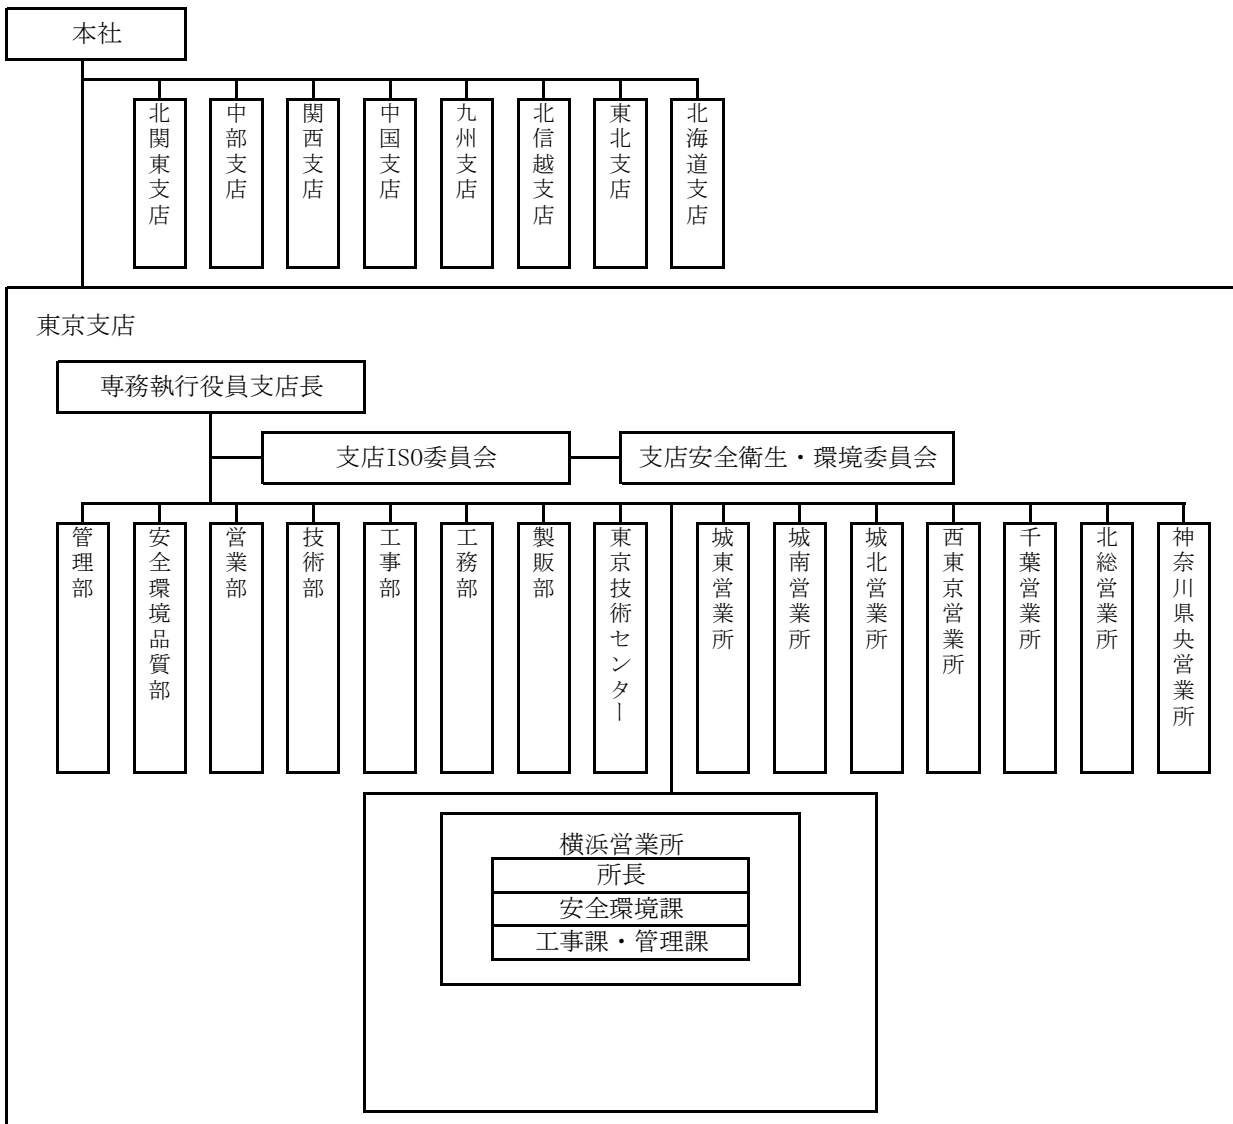 本社
北関東支店
中部支店
関西支店
中国支店
九州支店
北信越支店
東北支店
北海道支店
東京支店
専務執行役員支店長
支店ISO委員会
支店安全衛生・環境委員会
管理部
安全環境品質部
営業部
技術部
工事部
工務部
製販部
東京技術センター
城東営業所
城南営業所
城北営業所
西東京営業所
千葉営業所
北総営業所
神奈川県央営業所
横浜営業所
所長
安全環境課
工事課・管理課